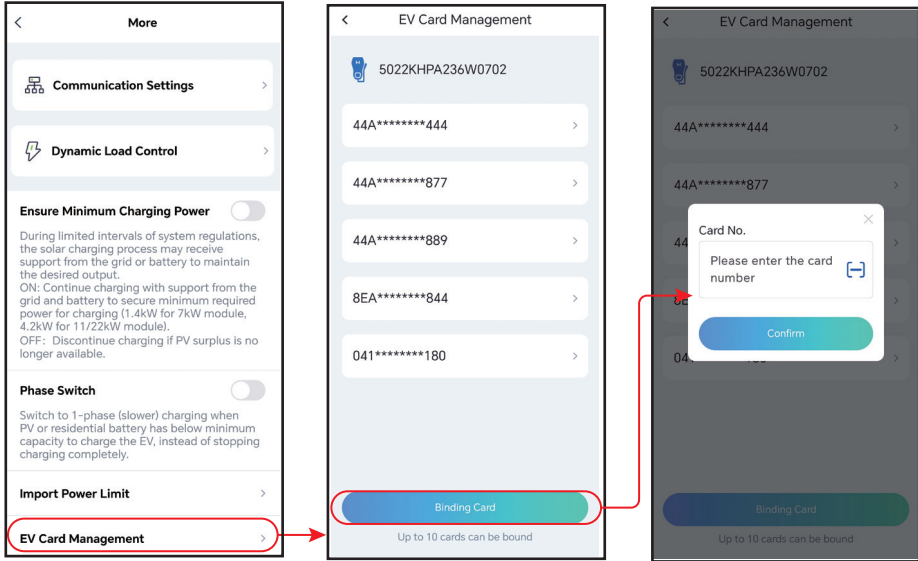 More
Communication Settings
Dynamic Load Control
Ensure Minimum Charging Power
During limited intervals of system regulations,
the solar charging process may receive
support from the grid or battery to maintain
the desired output.
ON: Continue charging with support from the
grid and battery to secure minimum required
power for charging (1.4kW for 7kW module,
4.2kW for 11/22kW module).
OFF: Discontinue charging if PV surplus is no
longer available.
Phase Switch
Switch to 1-phase (slower) charging when
PV or residential battery has below minimum
capacity to charge the EV, instead of stopping
charging completely.
Import Power Limit
EV Card Management
EV Card Management
5022KHPA236W0702
44A********444
44A********877
44A********889
8EA********844
041********180
Binding Card
Up to 10 cards can be bound
EV Card Management
5022KHPA236W0702
44A********444
44A********877
Card No.
44
Please enter the card
number
Confirm
04
Binding Card
Up to 10 cards can be bound